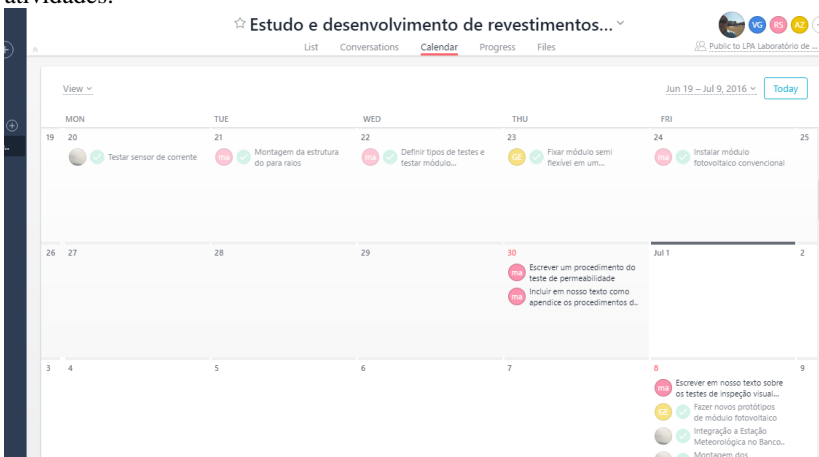 atividades.
Estudo e desenvolvimento de revestimentos...
VG RS AZ
List Conversations Calendar Progress Files
Public to LPA Laboratório de ...
View
Jun 19 – Jul 9, 2016
Today
MON TUE WED THU FRI
19 20 21 22 23 24 25
Testar sensor de corrente
ma
Montagem da estrutura
do para raios
ma
Definir tipos de testes e
testar módulo...
GE
Fixar módulo semi
flexível em um...
ma
Instalar módulo
fotovoltaico convencional
26 27 28 29 30 Jul 1 2
ma
Escrever um procedimento do
teste de permeabilidade
ma
Incluir em nosso texto como
apendice os procedimentos d..
3 4 5 6 7 8 9
ma
Escrever em nosso texto sobre
os testes de inspeção visual...
GE
Fazer novos protótipos
de módulo fotovoltaico
Integração a Estação
Meteorológica no Banco..
Montagem dos